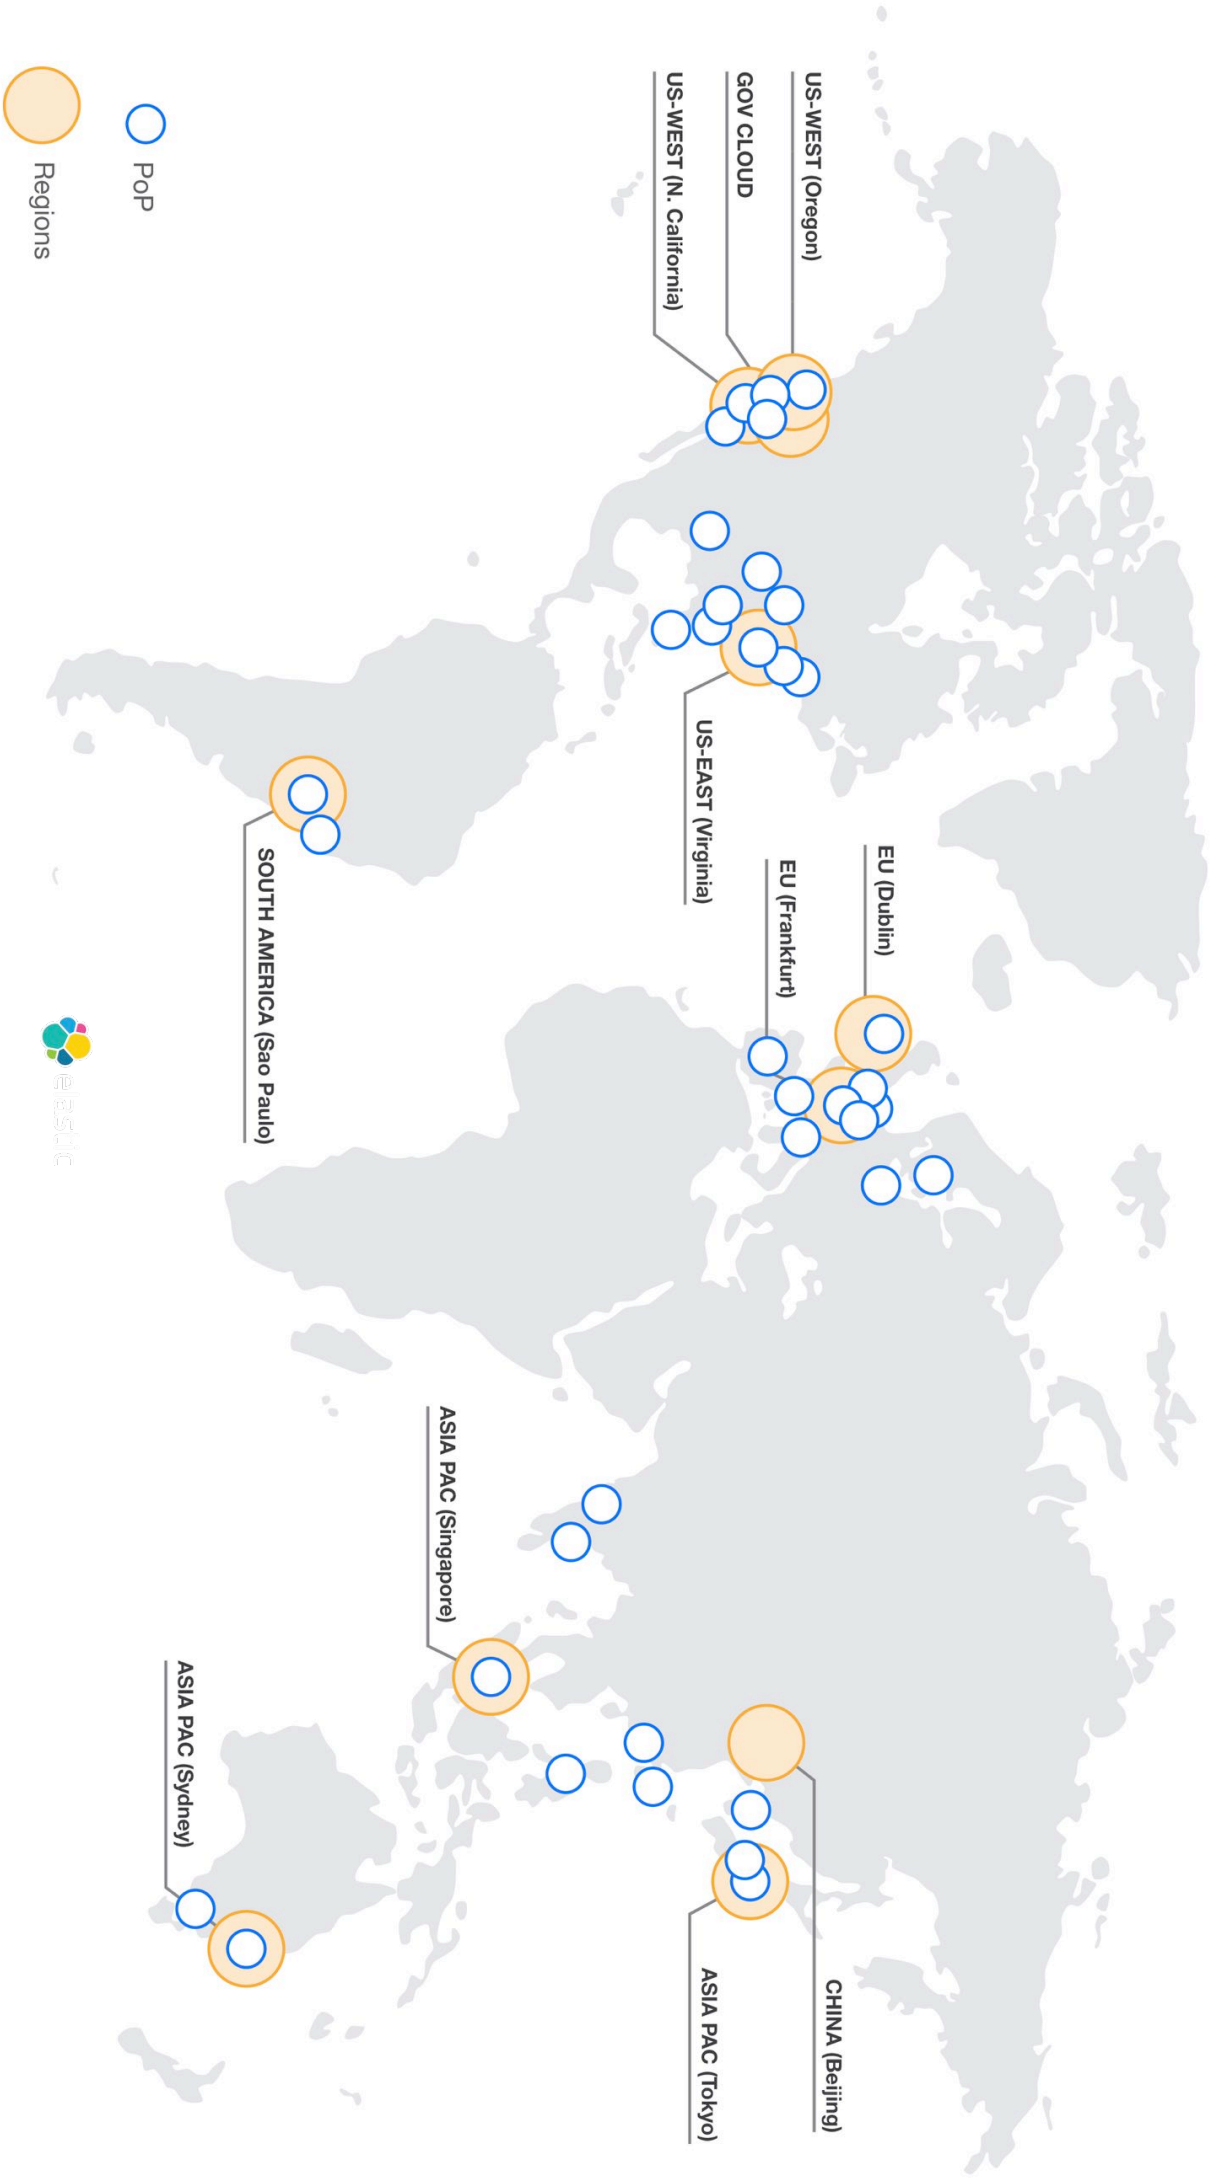 US-WEST (Oregon)
GOV CLOUD
US-WEST (N. California)
US-EAST (Virginia)
EU (Dublin)
EU (Frankfurt)
SOUTH AMERICA (Sao Paulo)
ASIA PAC (Singapore)
ASIA PAC (Sydney)
CHINA (Beijing)
ASIA PAC (Tokyo)
PoP
Regions
elastic